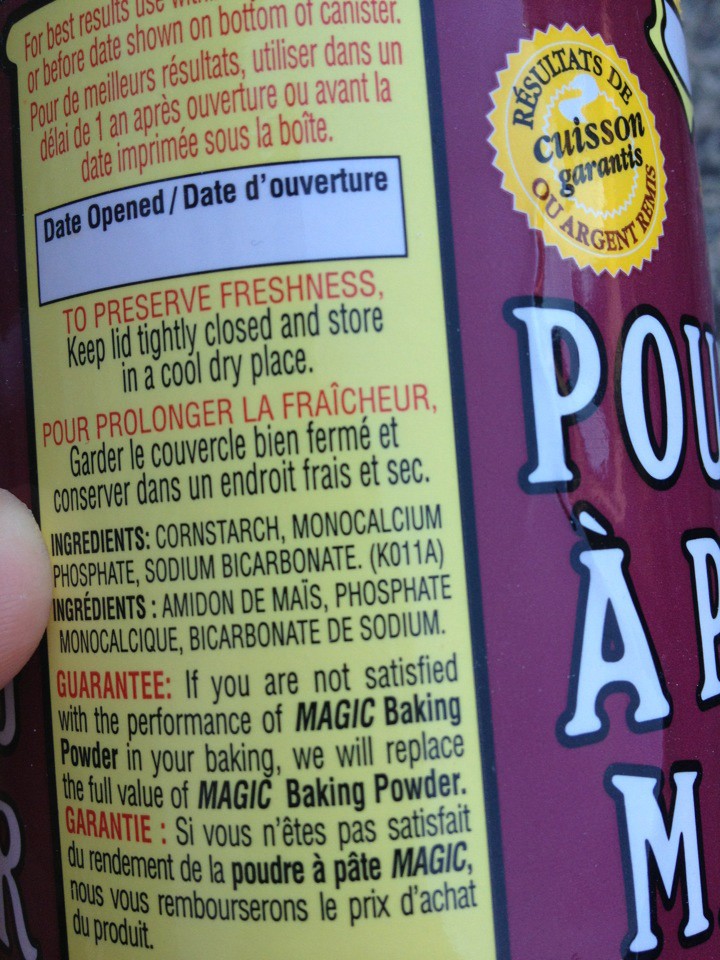 For best results use
or before date shown on bottom of canister.
Pour de meilleurs résultats, utiliser dans un
délai de 1 an après ouverture ou avant la
date imprimée sous la boîte.
Date Opened / Date d'ouverture
TO PRESERVE FRESHNESS,
Keep lid tightly closed and store
in a cool dry place.
POUR PROLONGER LA FRAÎCHEUR,
Garder le couvercle bien fermé et
conserver dans un endroit frais et sec.
INGREDIENTS: CORNSTARCH, MONOCALCIUM
PHOSPHATE, SODIUM BICARBONATE. (K011A)
INGRÉDIENTS : AMIDON DE MAÏS, PHOSPHATE
MONOCALCIQUE, BICARBONATE DE SODIUM.
GUARANTEE: If you are not satisfied
with the performance of MAGIC Baking
Powder in your baking, we will replace
the full value of MAGIC Baking Powder.
GARANTIE : Si vous n'êtes pas satisfait
du rendement de la poudre à pâte MAGIC,
nous vous rembourserons le prix d'achat
du produit.
RÉSULTATS DE
cuisson
garantis
OU ARGENT REMIS
POU
À P
M